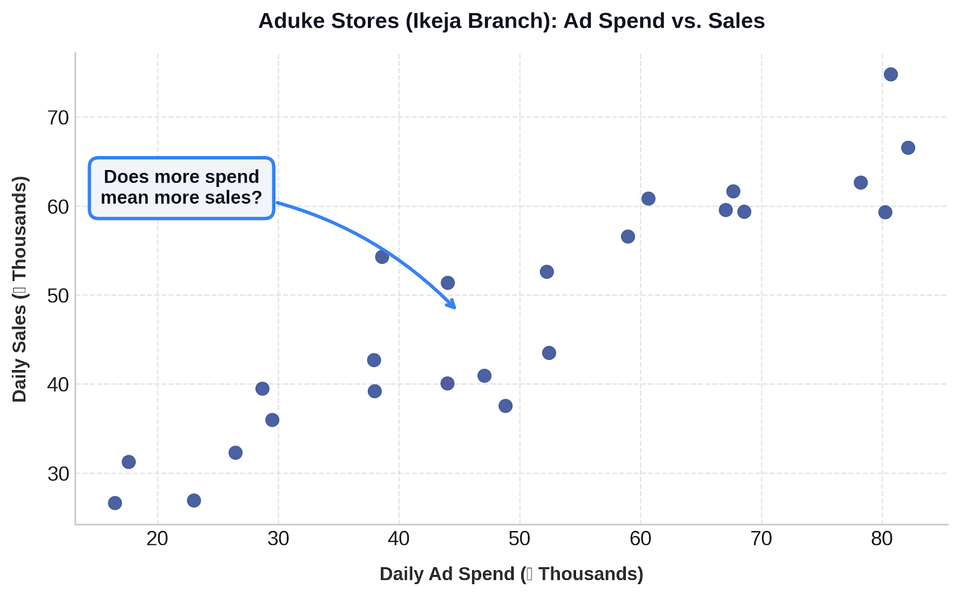 Aduke Stores (Ikeja Branch): Ad Spend vs. Sales
Daily Sales (▯ Thousands)
70
60
50
40
30
Does more spend
mean more sales?
20 30 40 50 60 70 80
Daily Ad Spend (▯ Thousands)